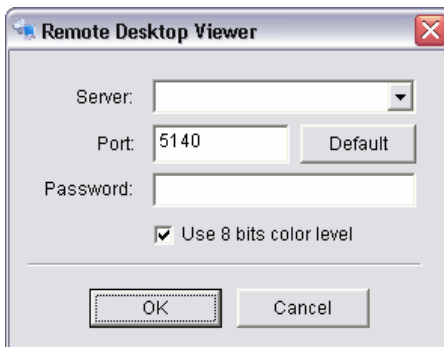 Remote Desktop Viewer
Server:
Port: 5140 Default
Password:
Use 8 bits color level
OK Cancel